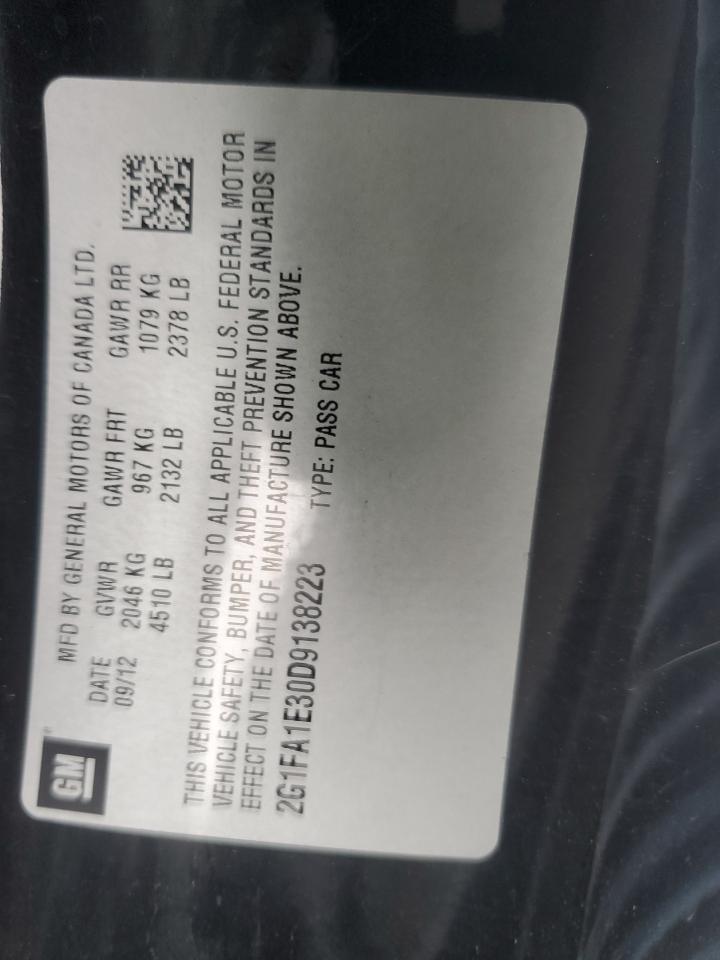 GM
MFD BY GENERAL MOTORS OF CANADA LTD.
DATE GVWR GAWR FRT GAWR RR
09/12 2046 KG 967 KG 1079 KG
4510 LB 2132 LB 2378 LB
THIS VEHICLE CONFORMS TO ALL APPLICABLE U.S. FEDERAL MOTOR
VEHICLE SAFETY, BUMPER, AND THEFT PREVENTION STANDARDS IN
EFFECT ON THE DATE OF MANUFACTURE SHOWN ABOVE.
2G1FA1E30D9138223 TYPE: PASS CAR